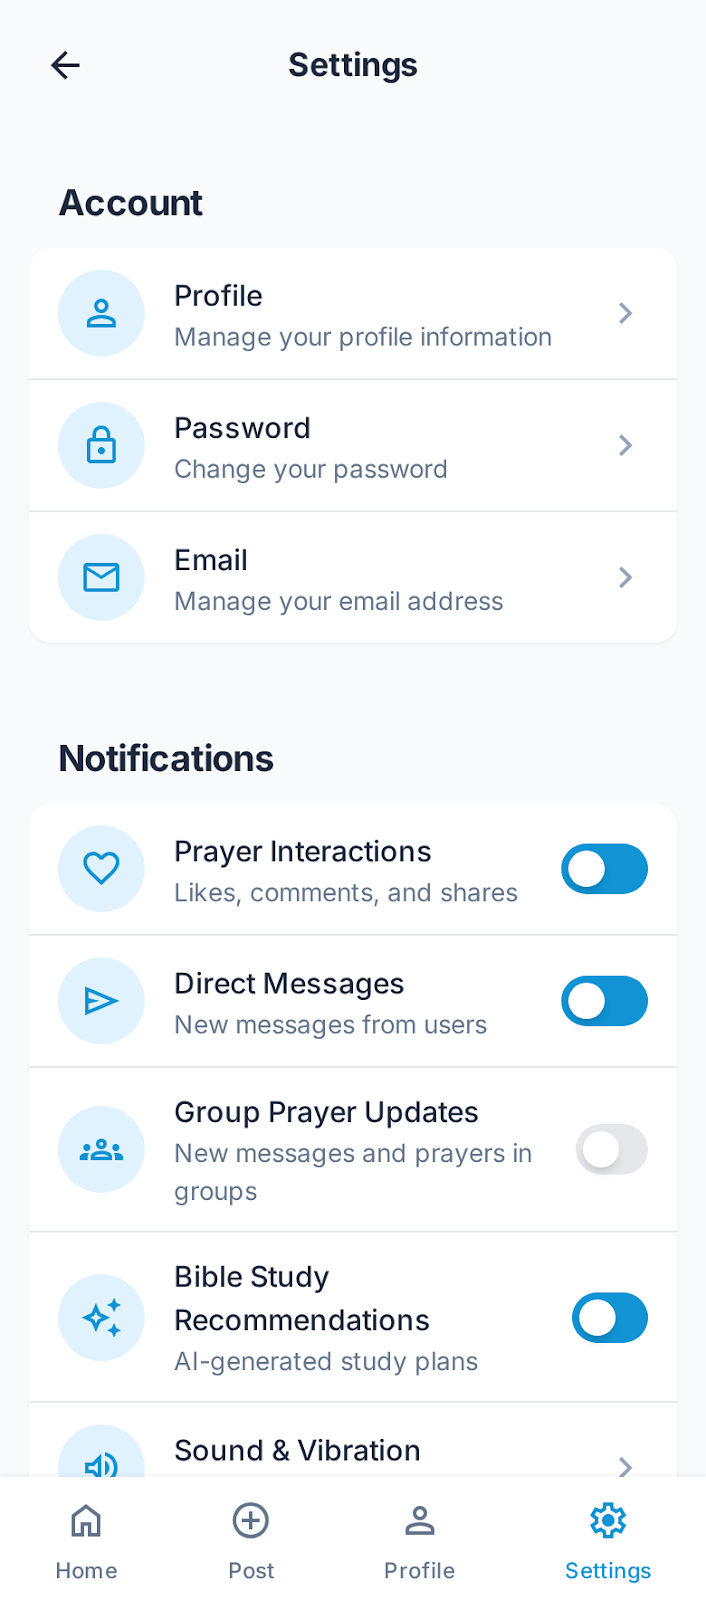 Settings
Account
Profile
Manage your profile information
Password
Change your password
Email
Manage your email address
Notifications
Prayer Interactions
Likes, comments, and shares
Direct Messages
New messages from users
Group Prayer Updates
New messages and prayers in
groups
Bible Study
Recommendations
AI-generated study plans
Sound & Vibration
Home
Post
Profile
Settings